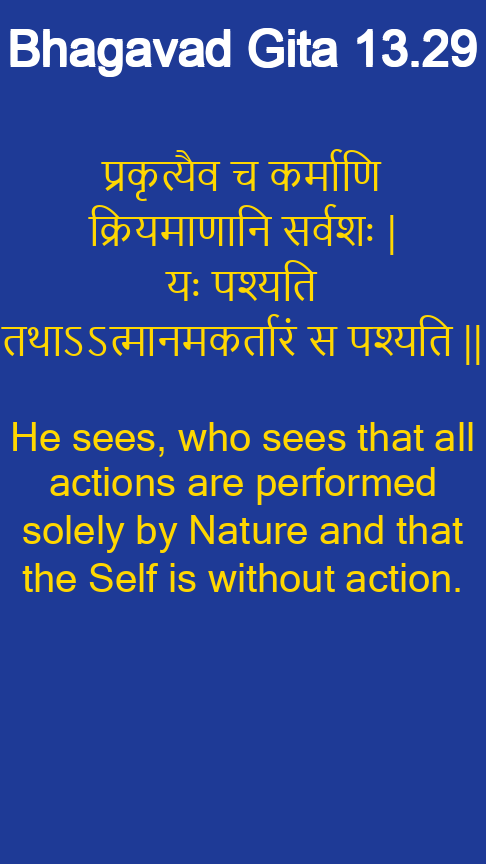 Bhagavad Gita 13.29
प्रकृत्यैव च कर्माणि
क्रियमाणानि सर्वशः |
यः पश्यति
तथाऽऽत्मानमकर्तारं स पश्यति ||
He sees, who sees that all
actions are performed
solely by Nature and that
the Self is without action.